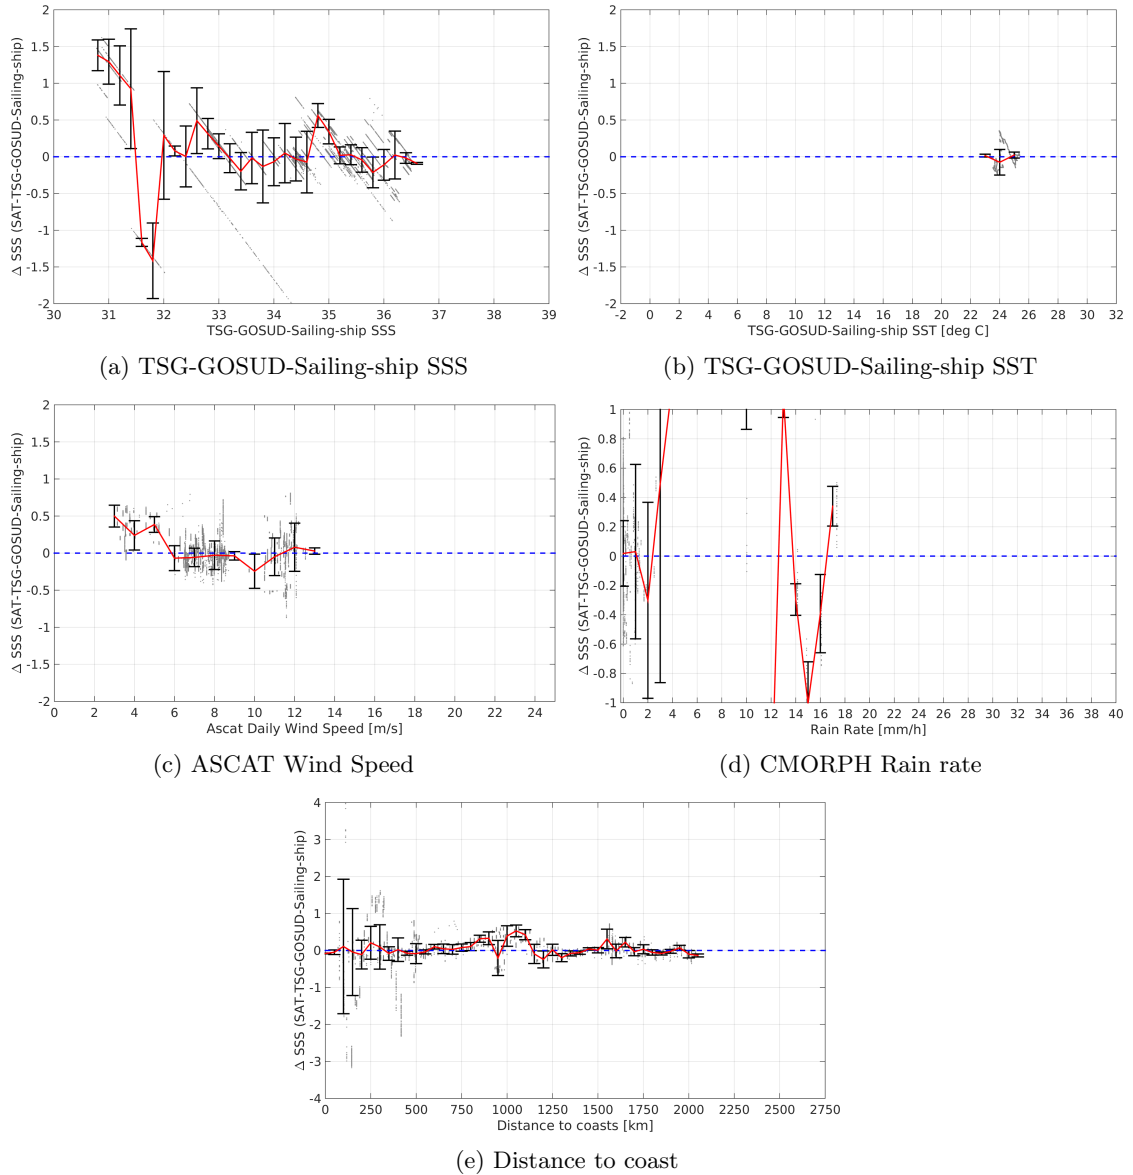 2
1.5
1
0.5
0
-0.5
-1
-1.5
-2
Δ SSS (SAT-TSG-GOSUD-Sailing-ship)
30 31 32 33 34 35 36 37 38 39
TSG-GOSUD-Sailing-ship SSS
(a) TSG-GOSUD-Sailing-ship SSS
2
1.5
1
0.5
0
-0.5
-1
-1.5
-2
Δ SSS (SAT-TSG-GOSUD-Sailing-ship)
-2 0 2 4 6 8 10 12 14 16 18 20 22 24 26 28 30 32
TSG-GOSUD-Sailing-ship SST [deg C]
(b) TSG-GOSUD-Sailing-ship SST
2
1.5
1
0.5
0
-0.5
-1
-1.5
-2
Δ SSS (SAT-TSG-GOSUD-Sailing-ship)
0 2 4 6 8 10 12 14 16 18 20 22 24
Ascat Daily Wind Speed [m/s]
(c) ASCAT Wind Speed
1
0.8
0.6
0.4
0.2
0
-0.2
-0.4
-0.6
-0.8
-1
Δ SSS (SAT-TSG-GOSUD-Sailing-ship)
0 2 4 6 8 10 12 14 16 18 20 22 24 26 28 30 32 34 36 38 40
Rain Rate [mm/h]
(d) CMORPH Rain rate
4
3
2
1
0
-1
-2
-3
-4
Δ SSS (SAT-TSG-GOSUD-Sailing-ship)
0 250 500 750 1000 1250 1500 1750 2000 2250 2500 2750
Distance to coasts [km]
(e) Distance to coast